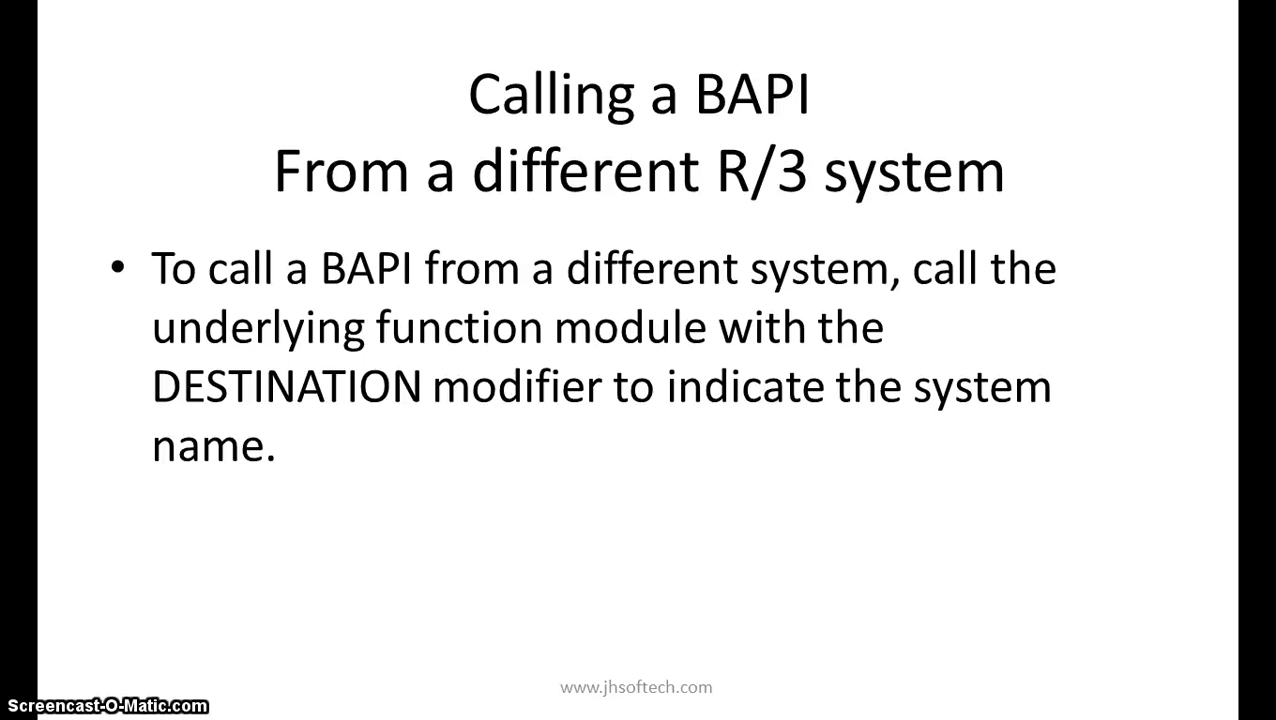 Calling a BAPI
From a different R/3 system
• To call a BAPI from a different system, call the
underlying function module with the
DESTINATION modifier to indicate the system
name.
www.jhsoftech.com
Screencast-O-Matic.com